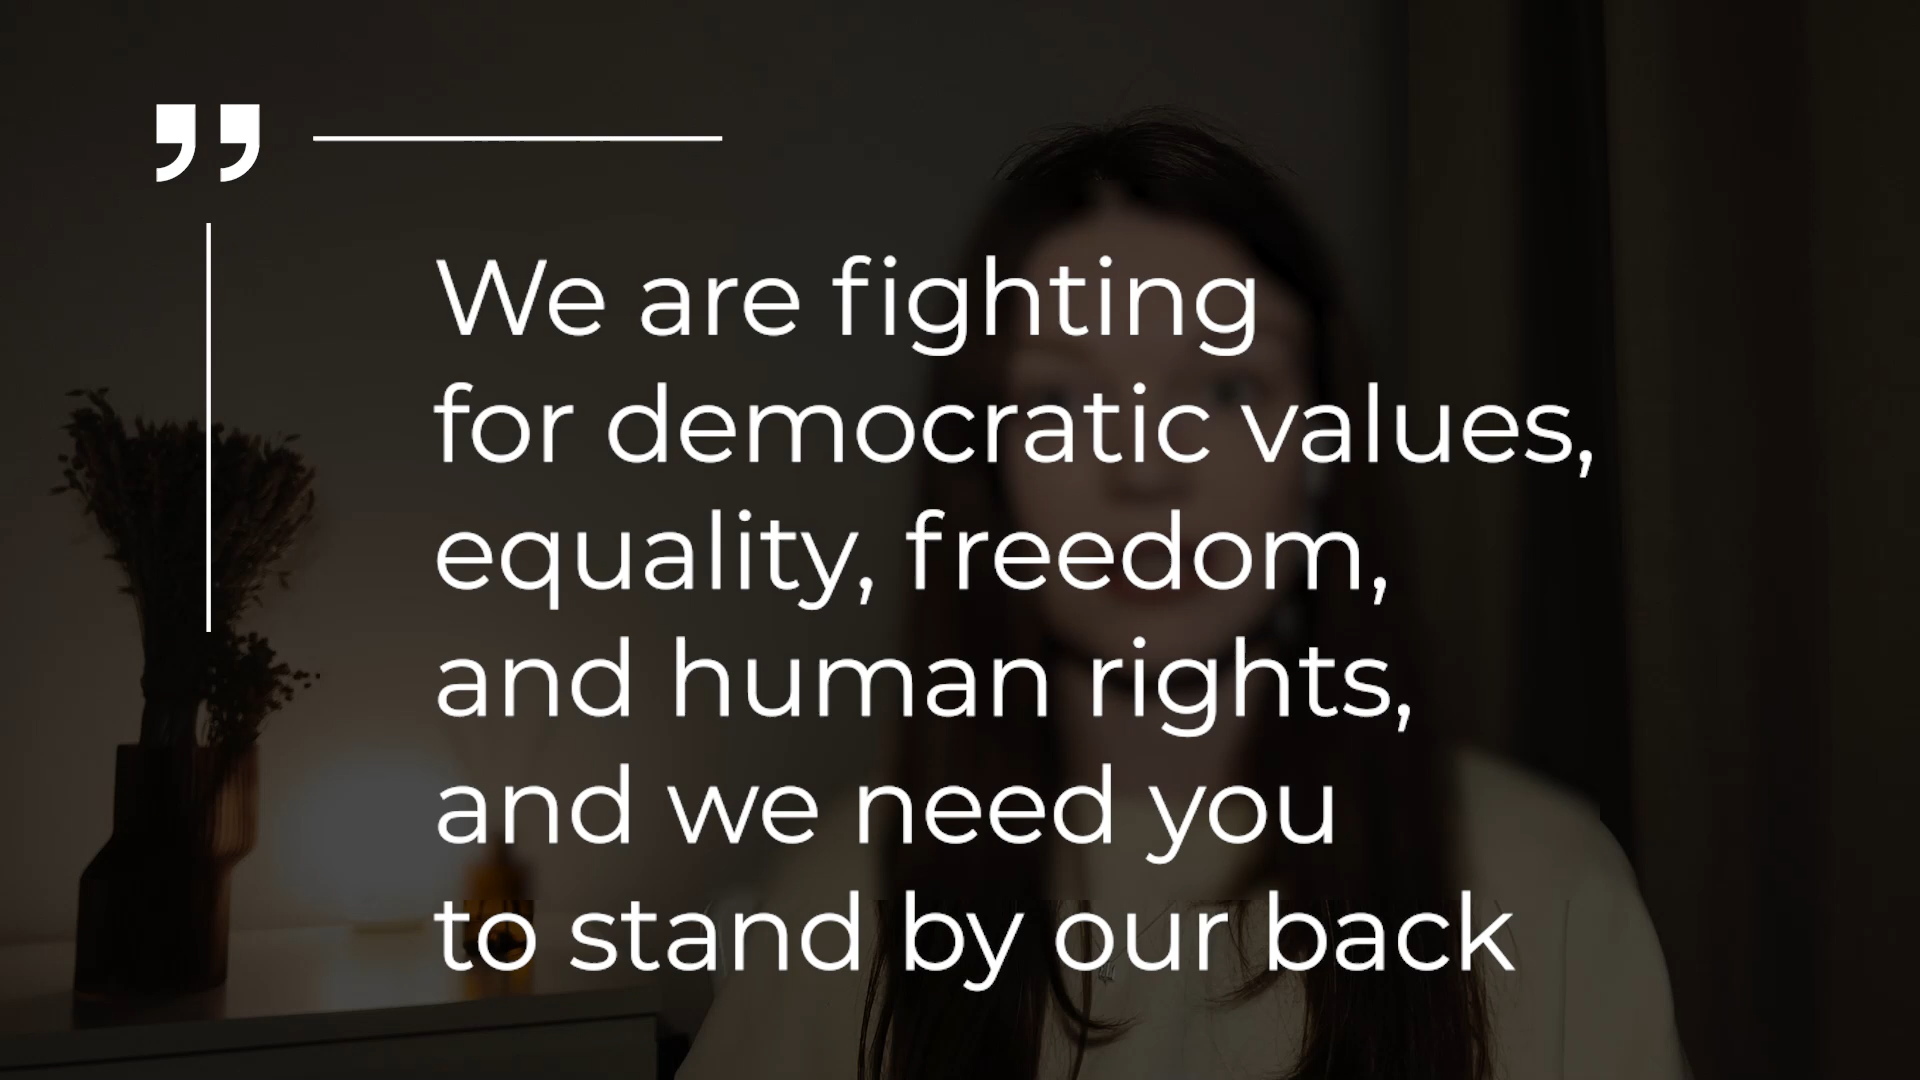 ”
We are fighting
for democratic values,
equality, freedom,
and human rights,
and we need you
to stand by our back